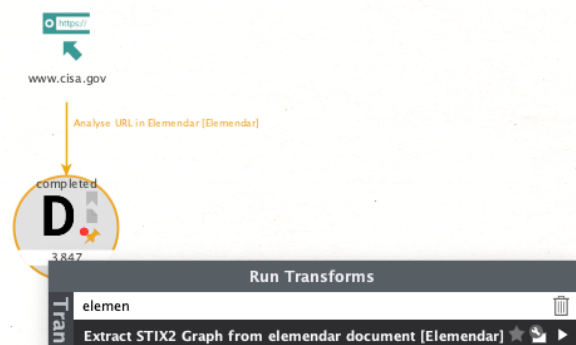 https://
www.cisa.gov
Analyse URL in Elemendar [Elemendar]
completed
D
3,847
Run Transforms
elemen
Tran
Extract STIX2 Graph from elemendar document [Elemendar]